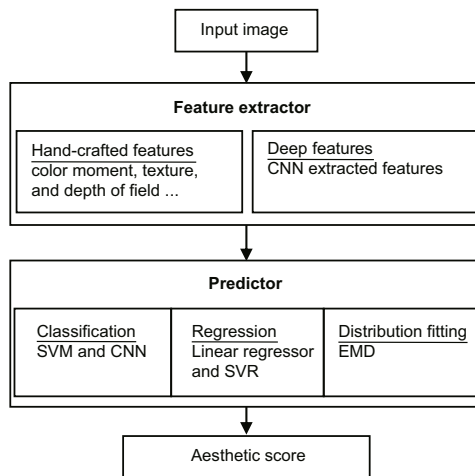 Input image
Feature extractor
Hand-crafted features
color moment, texture,
and depth of field ...
Deep features
CNN extracted features
Predictor
Classification
SVM and CNN
Regression
Linear regressor
and SVR
Distribution fitting
EMD
Aesthetic score